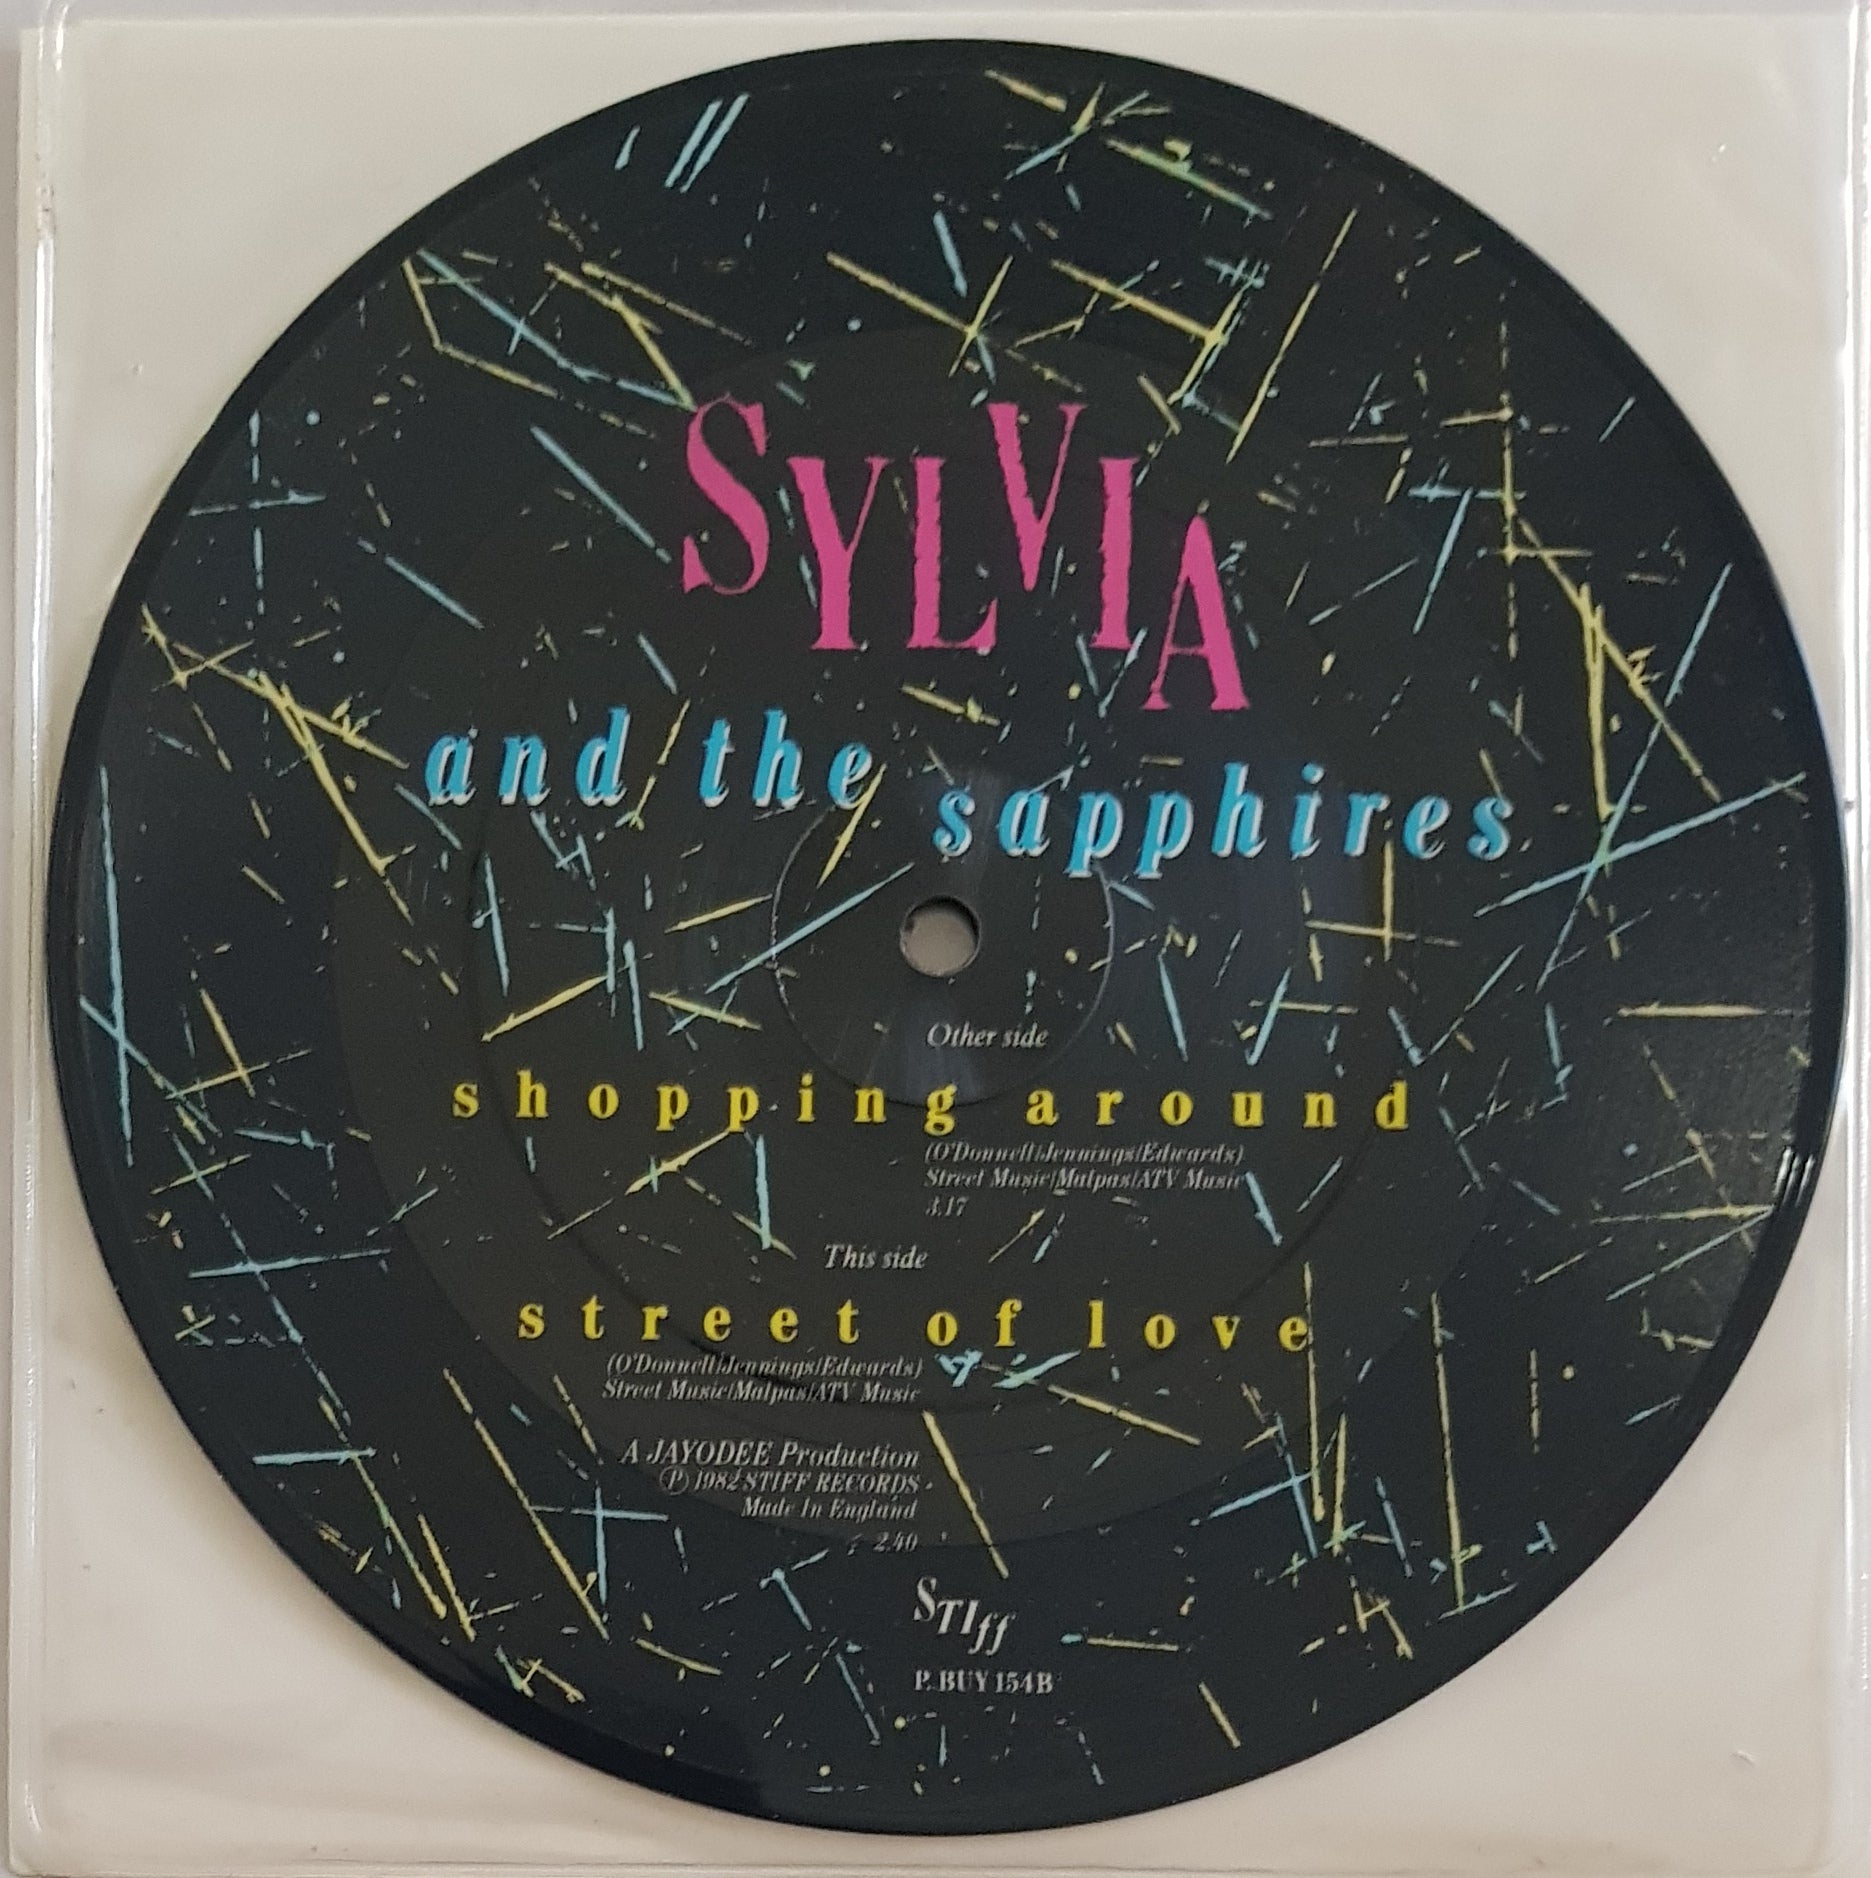 SYLVIA
and the sapphires
Other side
shopping around
(O'Donnell/Jennings/Edwards)
Street Music/Malpas/ATV Music
3.17
This side
street of love
(O'Donnell/Jennings/Edwards)
Street Music/Malpas/ATV Music
A JAYODEE Production
Ⓟ 1982 STIFF RECORDS
Made In England
2.40
STIff
P. BUY 154B